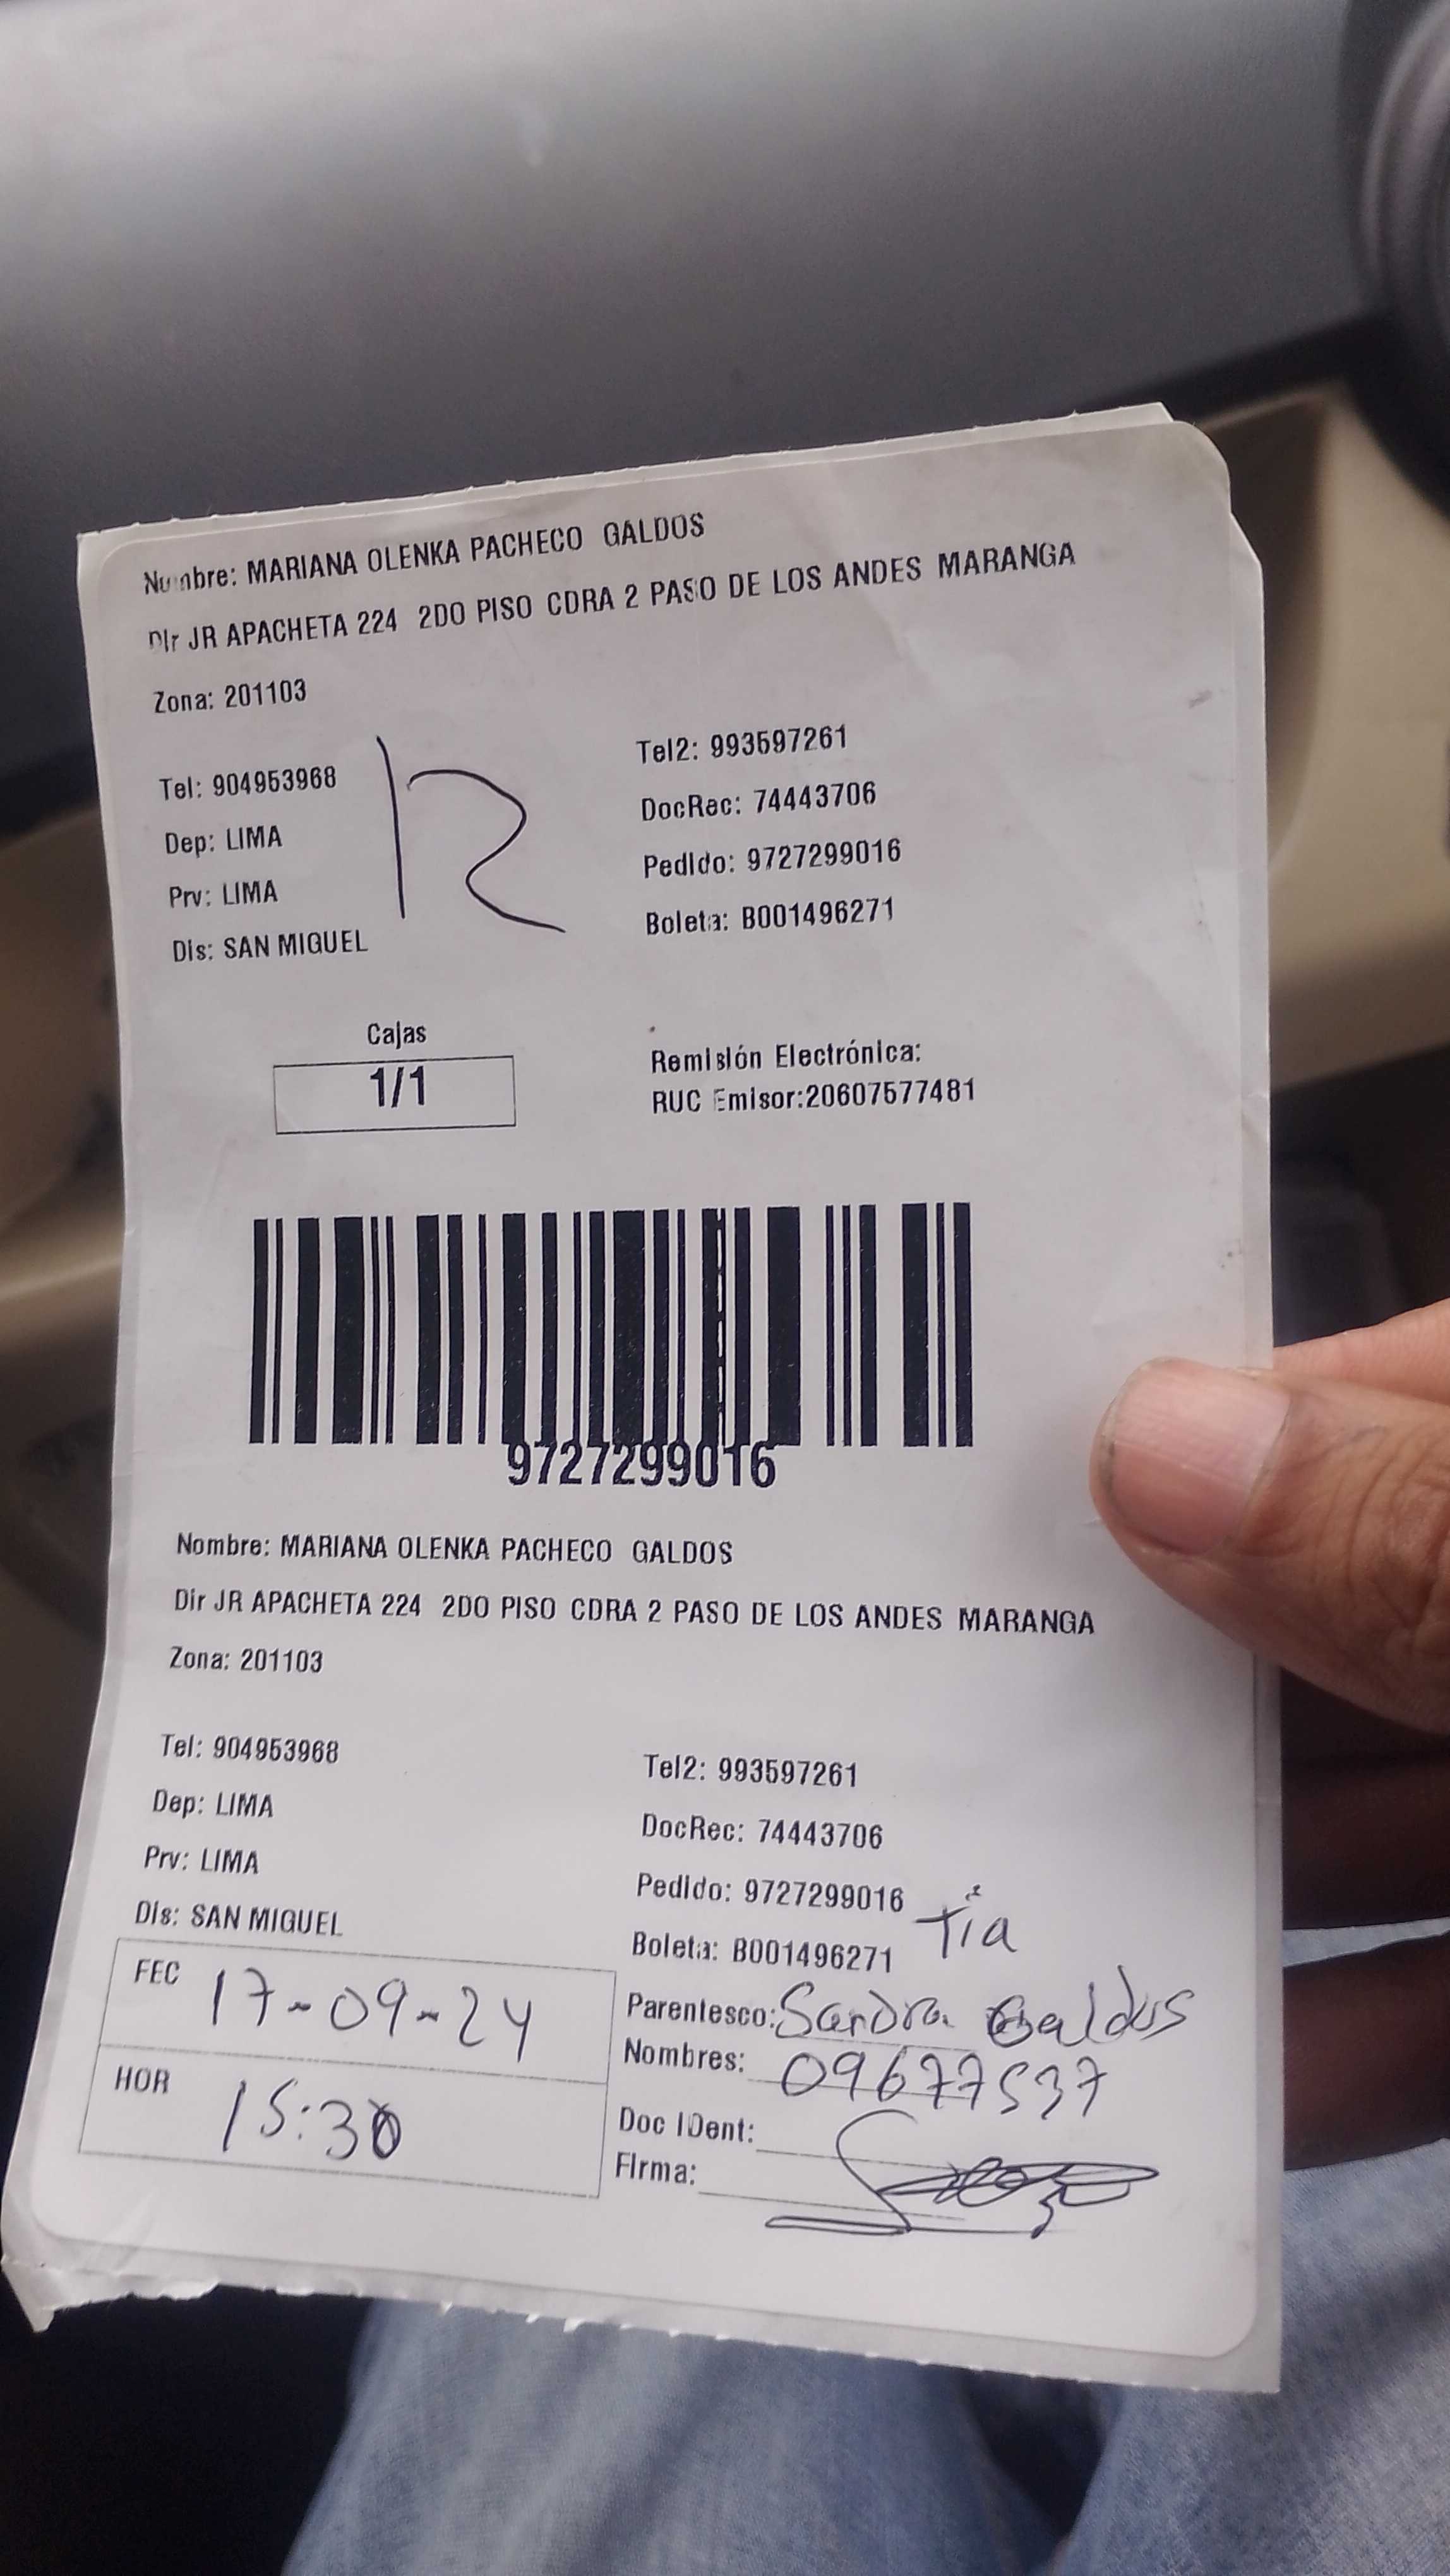 Nombre: MARIANA OLENKA PACHECO GALDOS
Dir JR APACHETA 224 2DO PISO CDRA 2 PASO DE LOS ANDES MARANGA
Zona: 201103
R
Tel: 904953968 Tel2: 993597261
Dep: LIMA DocRec: 74443706
Prv: LIMA Pedido: 9727299016
Dis: SAN MIGUEL Boleta: B001496271
Cajas
1/1
Remisión Electrónica:
RUC Emisor:20607577481
9727299016
Nombre: MARIANA OLENKA PACHECO GALDOS
Dir JR APACHETA 224 2DO PISO CDRA 2 PASO DE LOS ANDES MARANGA
Zona: 201103
Tel: 904953968 Tel2: 993597261
Dep: LIMA DocRec: 74443706
Prv: LIMA Pedido: 9727299016
Dis: SAN MIGUEL Boleta: B001496271
Tía
FEC 17-09-24
HOR 15:30
Parentesco: Sandra Galdos
Nombres: 09677537
Doc IDent:
Firma: